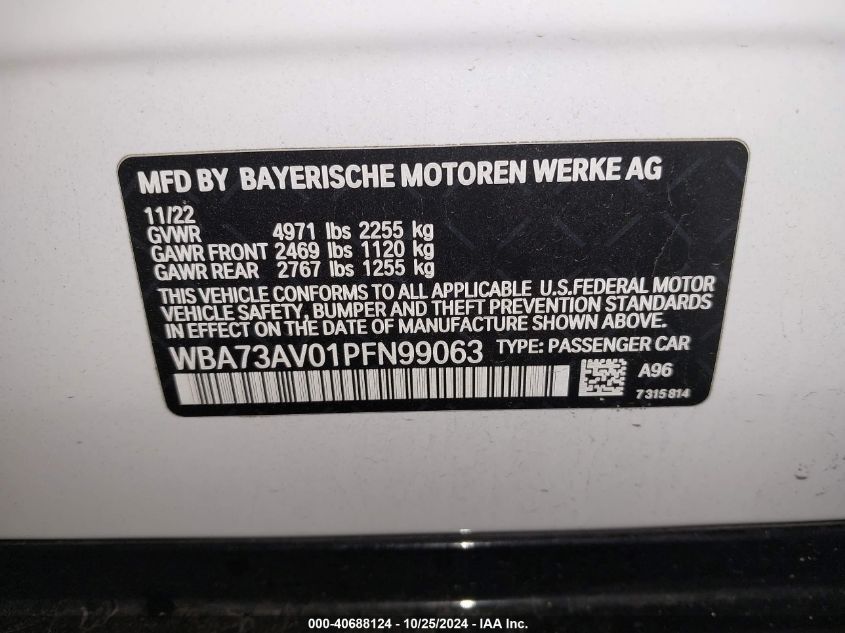 MFD BY BAYERISCHE MOTOREN WERKE AG
11/22
GVWR 4971 lbs 2255 kg
GAWR FRONT 2469 lbs 1120 kg
GAWR REAR 2767 lbs 1255 kg
THIS VEHICLE CONFORMS TO ALL APPLICABLE U.S.FEDERAL MOTOR
VEHICLE SAFETY, BUMPER AND THEFT PREVENTION STANDARDS
IN EFFECT ON THE DATE OF MANUFACTURE SHOWN ABOVE.
WBA73AV01PFN99063 TYPE: PASSENGER CAR
A96
7315814
000-40688124 - 10/25/2024 - IAA Inc.